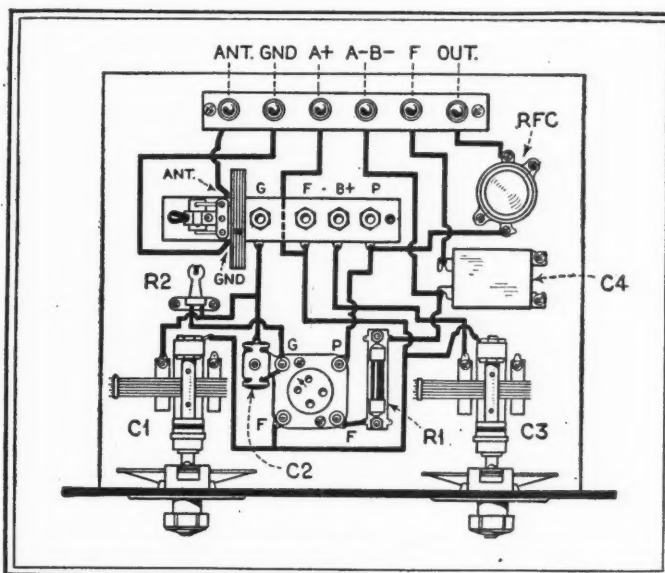 ANT. GND A+ A-B- F OUT.
RFC
ANT.
G F - B+ P
GND
R2
C4
G P
C1
F F
C2
R1
C3